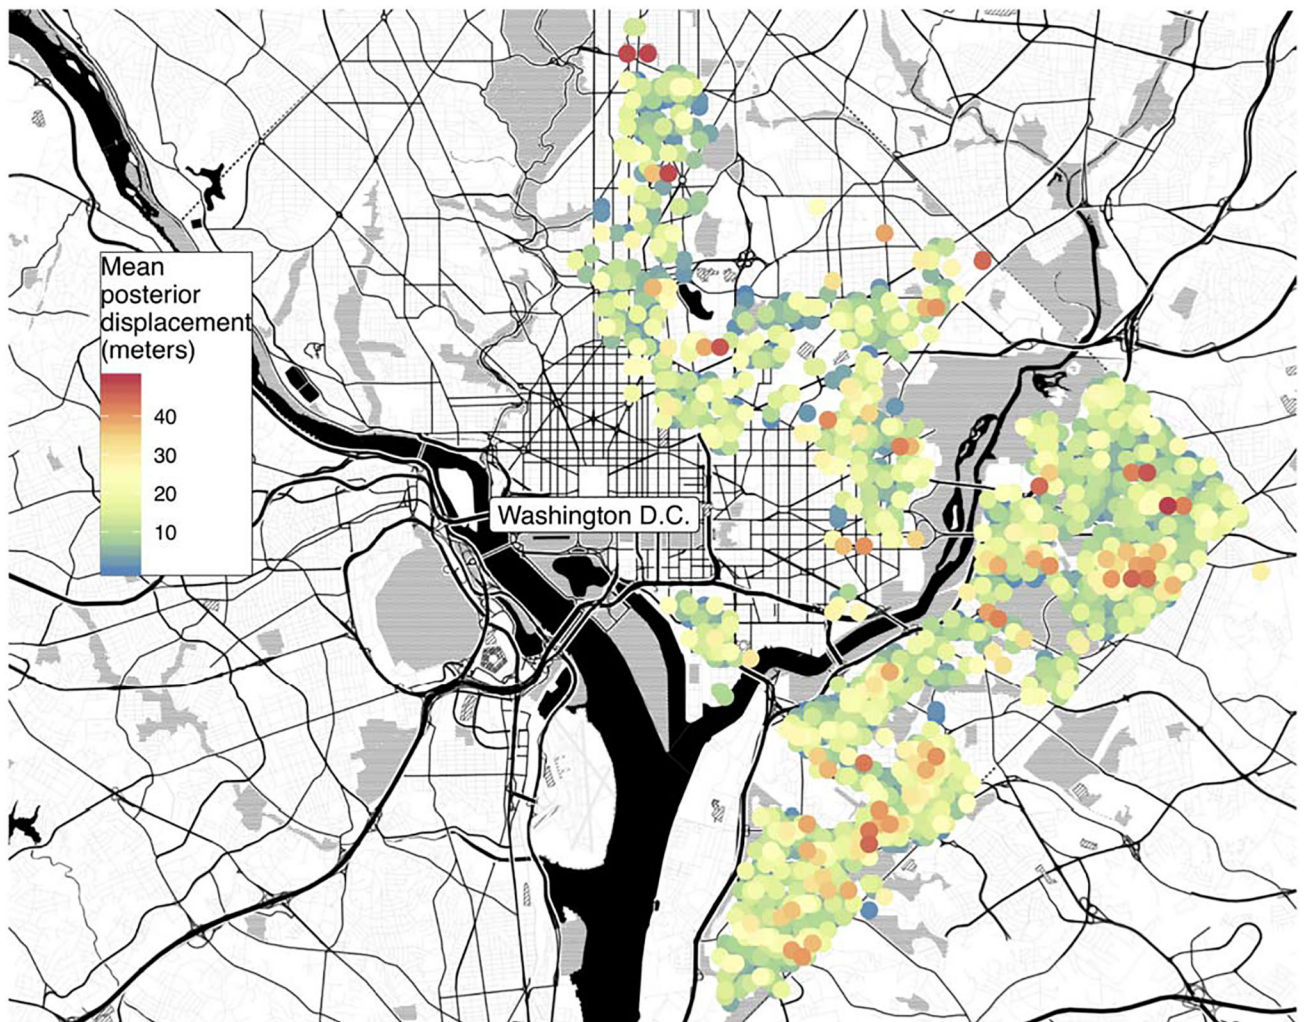 Mean
posterior
displacement
(meters)
40
30
20
10
Washington D.C.